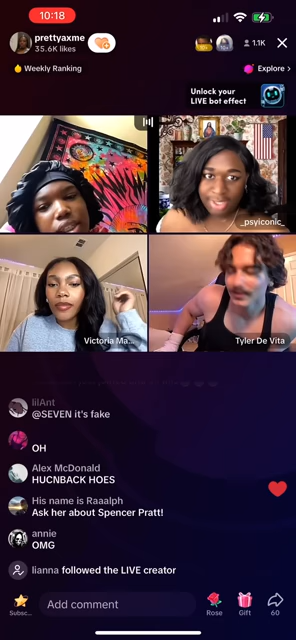 10:18
prettyaxme
35.6K likes
1.1K
Weekly Ranking
Explore >
Unlock your
LIVE bot effect
_psyiconic_
Victoria Ma...
Tyler De Vita
lilAnt
@SEVEN it's fake
OH
Alex McDonald
HUCNBACK HOES
His name is Raaalph
Ask her about Spencer Pratt!
annie
OMG
lianna followed the LIVE creator
Subsc...
Add comment
Rose
Gift
60